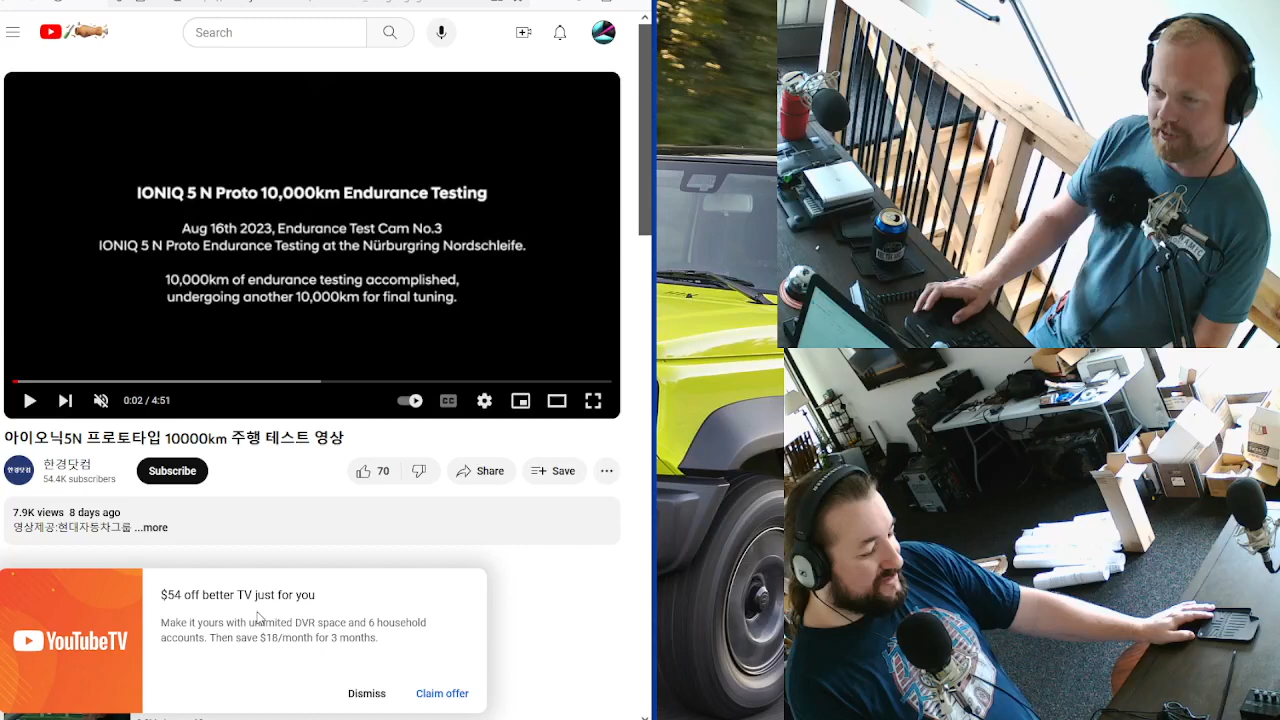 Search
IONIQ 5 N Proto 10,000km Endurance Testing
Aug 16th 2023, Endurance Test Cam No.3
IONIQ 5 N Proto Endurance Testing at the Nürburgring Nordschleife.
10,000km of endurance testing accomplished,
undergoing another 10,000km for final tuning.
0:02 / 4:51
CC
아이오닉5N 프로토타입 10000km 주행 테스트 영상
한경닷컴
한경닷컴
54.4K subscribers
Subscribe
70
Share
Save
7.9K views 8 days ago
영상제공:현대자동차그룹 ...more
YouTubeTV
$54 off better TV just for you
Make it yours with unlimited DVR space and 6 household
accounts. Then save $18/month for 3 months.
Dismiss
Claim offer